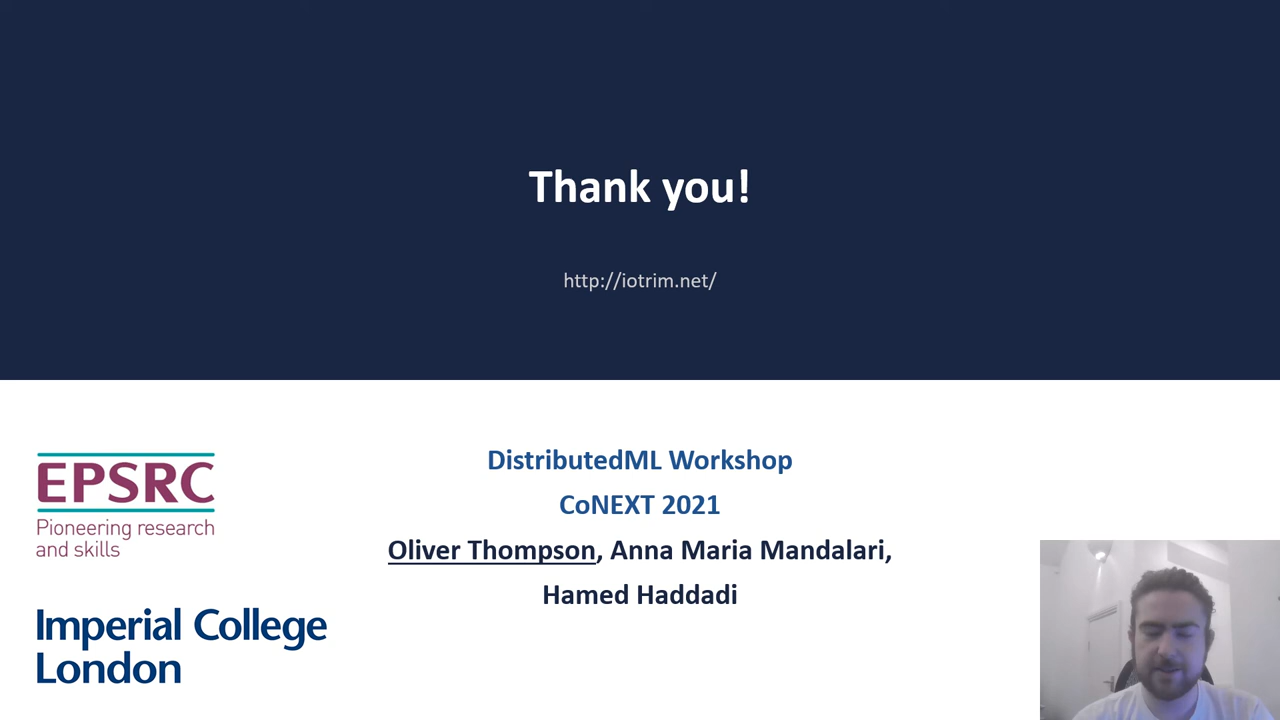 Thank you!
http://iotrim.net/
DistributedML Workshop
CoNEXT 2021
Oliver Thompson, Anna Maria Mandalari,
Hamed Haddadi
EPSRC
Pioneering research
and skills
Imperial College
London